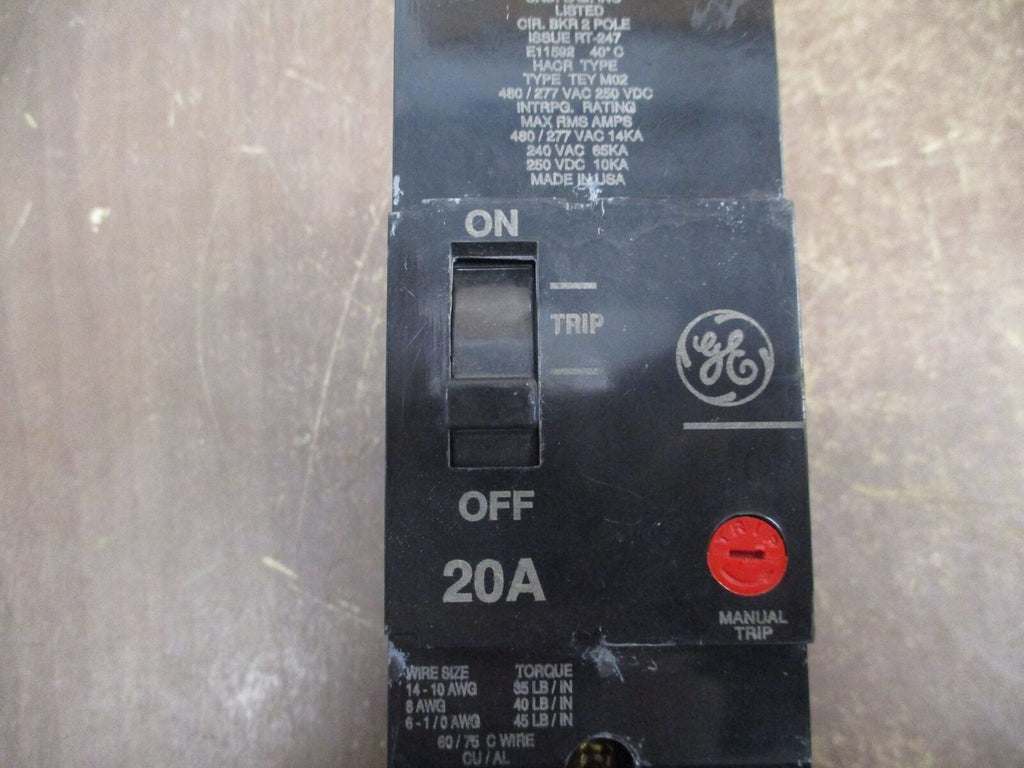 LISTED
CIR. BKR 2 POLE
ISSUE RT-247
E11592 40°C
HACR TYPE
TYPE TEY M02
480 / 277 VAC 250 VDC
INTRPG. RATING
MAX RMS AMPS
480 / 277 VAC 14KA
240 VAC 65KA
250 VDC 10KA
MADE IN USA
ON
TRIP
GE
OFF
20A
TRIP
MANUAL
TRIP
WIRE SIZE TORQUE
14 - 10 AWG 35 LB / IN
8 AWG 40 LB / IN
6 - 1 / 0 AWG 45 LB / IN
60 / 75 C WIRE
CU / AL